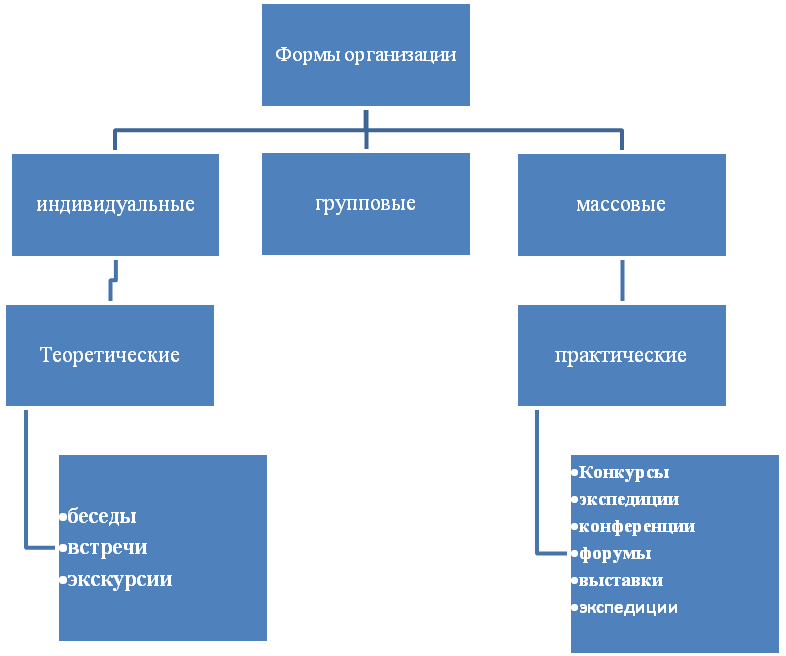 Формы организации
индивидуальные
групповые
массовые
Теоретические
практические
•беседы
•встречи
•экскурсии
•Конкурсы
•экспедиции
•конференции
•форумы
•выставки
•экспедиции